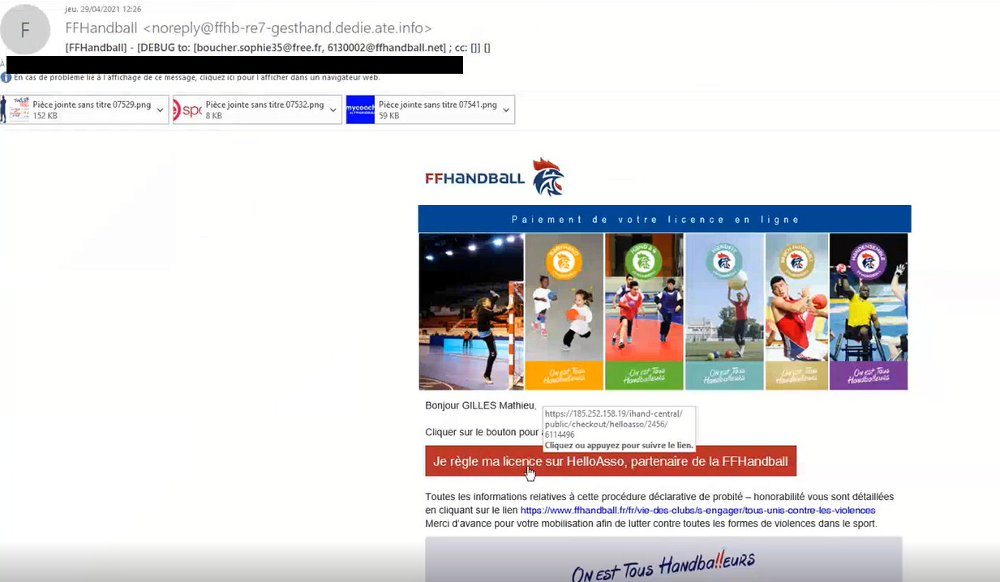 jeu. 29/04/2021 12:26
F
FFHandball <noreply@ffhb-re7-gesthand.dedie.ate.info>
[FFHandball] - [DEBUG to: [boucher.sophie35@free.fr, 6130002@ffhandball.net] ; cc: []] []
À
En cas de problème lié à l'affichage de ce message, cliquez ici pour l'afficher dans un navigateur web.
Pièce jointe sans titre 07529.png
152 KB
spo
Pièce jointe sans titre 07532.png
8 KB
mycoach
Pièce jointe sans titre 07541.png
59 KB
FFHANDBALL
Paiement de votre licence en ligne
BABYHAND
HAND À 4
HANDFIT
BEACH HANDBALL
HANDENSEMBLE
On est Tous Handballeurs
On est Tous Handballeurs
On est Tous Handballeurs
On est Tous Handballeurs
On est Tous Handballeurs
Bonjour GILLES Mathieu,
https://185.252.158.19/ihand-central/
public/checkout/helloasso/2456/
6114496
Cliquez ou appuyez pour suivre le lien.
Cliquer sur le bouton pour
Je règle ma licence sur HelloAsso, partenaire de la FFHandball
Toutes les informations relatives à cette procédure déclarative de probité – honorabilité vous sont détaillées
en cliquant sur le lien https://www.ffhandball.fr/fr/vie-des-clubs/s-engager/tous-unis-contre-les-violences
Merci d'avance pour votre mobilisation afin de lutter contre toutes les formes de violences dans le sport.
On est Tous Handba!!eurs